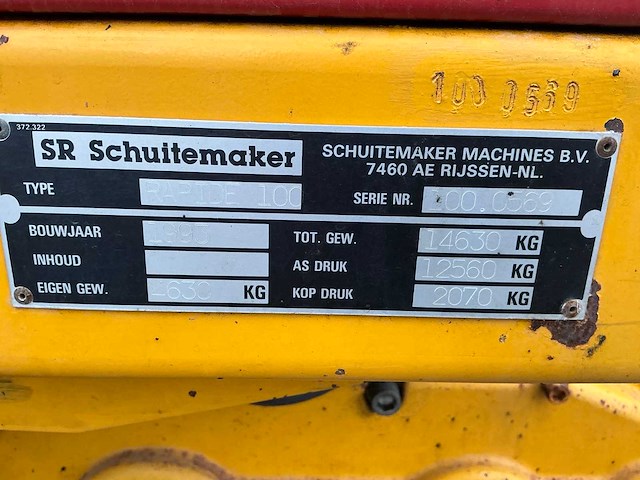 100 0569
372.322
SR Schuitemaker
SCHUITEMAKER MACHINES B.V.
7460 AE RIJSSEN-NL.
TYPE RAPIDE 100
SERIE NR. 100.0569
BOUWJAAR
TOT. GEW. 14630 KG
INHOUD
AS DRUK 12560 KG
EIGEN GEW. KG
KOP DRUK 2070 KG